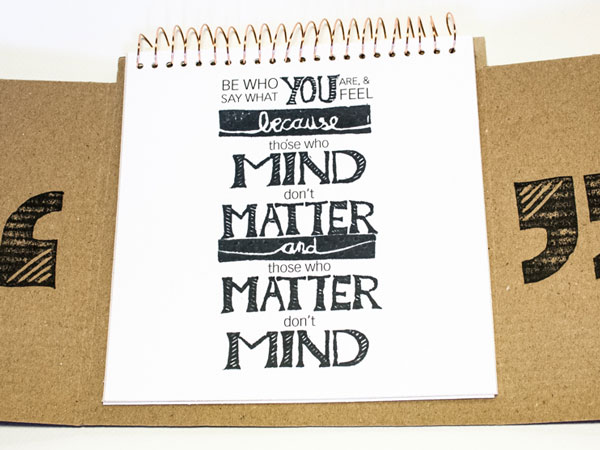 BE WHO YOU ARE, &
SAY WHAT YOU FEEL
because
those who
MIND
don't
MATTER
and
those who
MATTER
don't
MIND